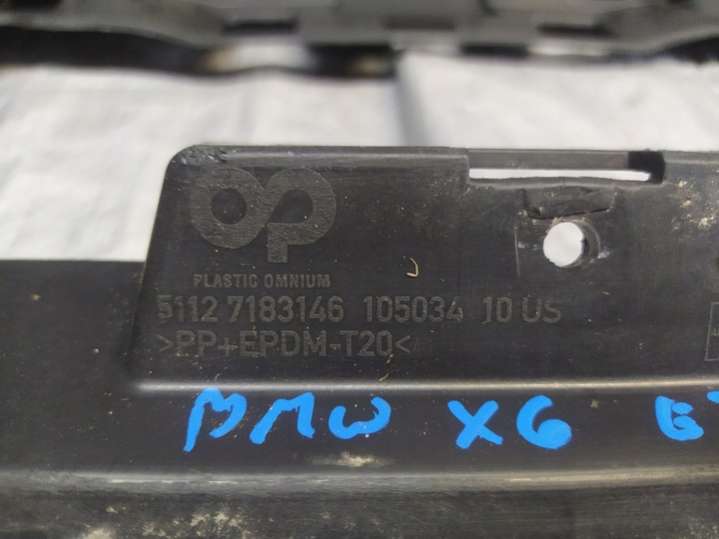 PLASTIC OMNIUM
5112 7183146 105034 10 US
>PP+EPDM-T20<
BMW X6